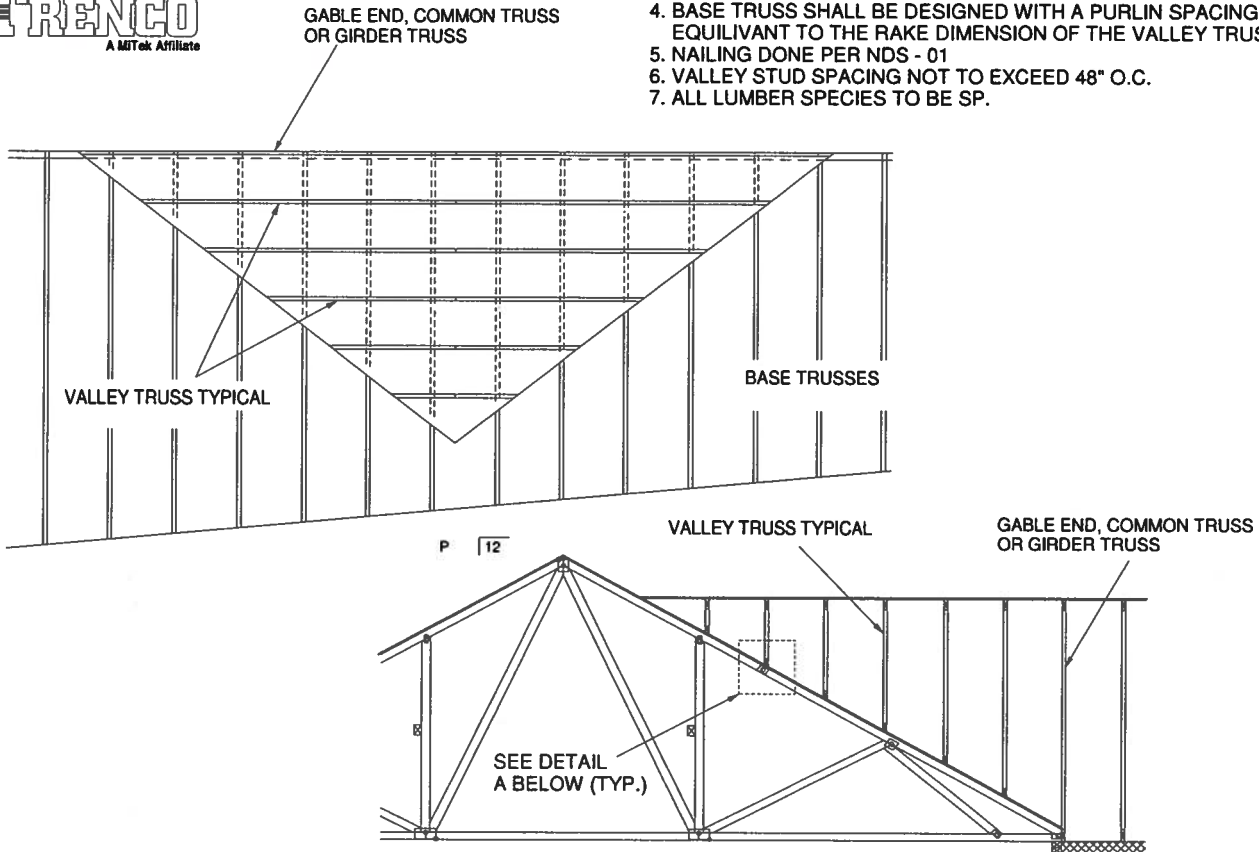 TRENCO
A MiTek Affiliate
GABLE END, COMMON TRUSS
OR GIRDER TRUSS
4. BASE TRUSS SHALL BE DESIGNED WITH A PURLIN SPACING
EQUILIVANT TO THE RAKE DIMENSION OF THE VALLEY
5. NAILING DONE PER NDS - 01
6. VALLEY STUD SPACING NOT TO EXCEED 48" O.C.
7. ALL LUMBER SPECIES TO BE SP.
VALLEY TRUSS TYPICAL
BASE TRUSSES
P 12
VALLEY TRUSS TYPICAL
GABLE END, COMMON TRUSS
OR GIRDER TRUSS
SEE DETAIL
A BELOW (TYP.)